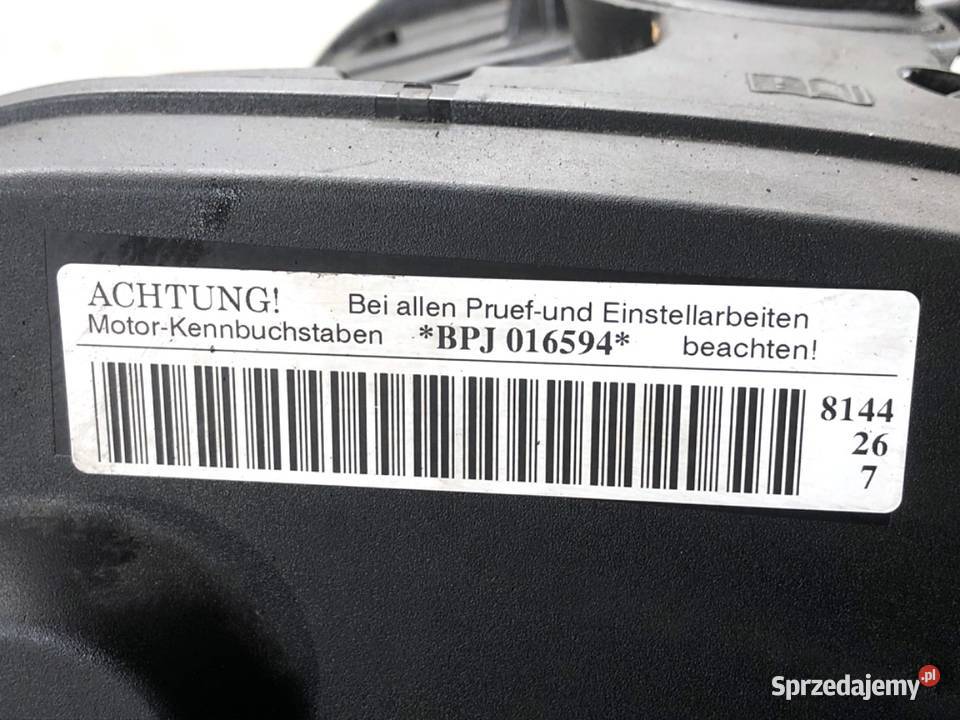 ACHTUNG! Bei allen Pruef-und Einstellarbeiten
Motor-Kennbuchstaben *BPJ 016594* beachten!
8144
26
7
Sprzedajemy.pl